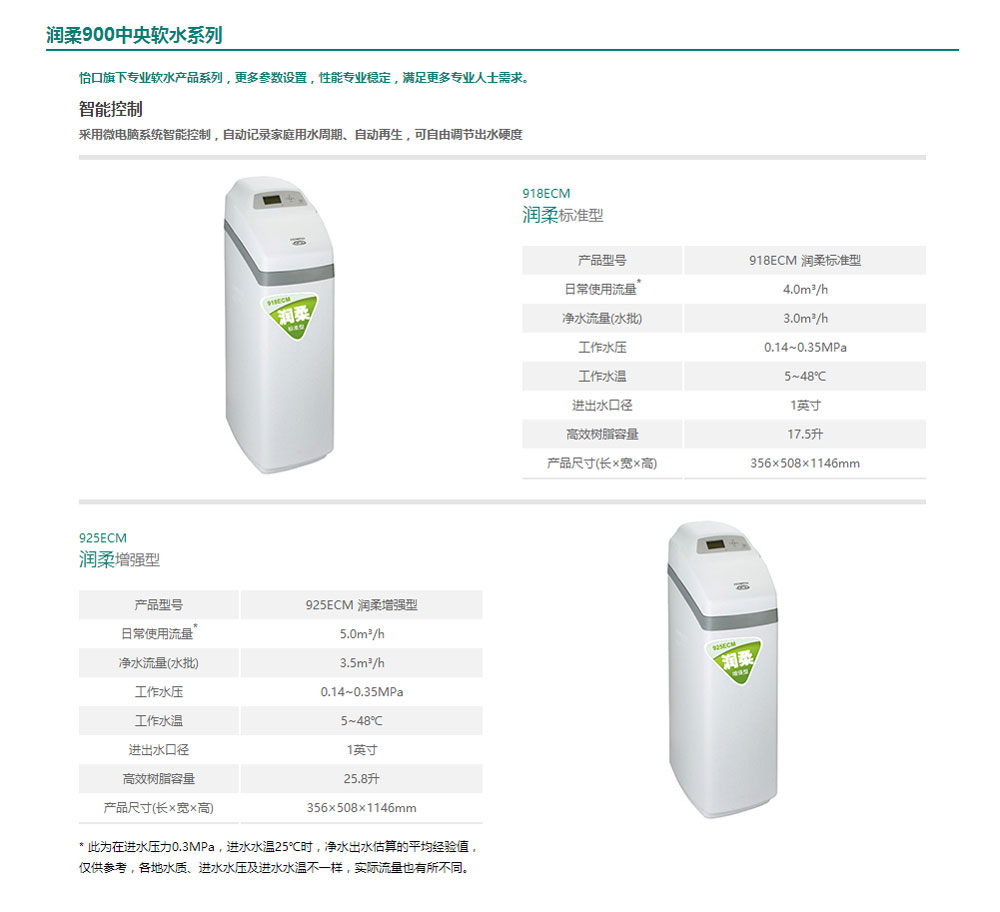 润柔900中央软水系列
怡口旗下专业软水产品系列，更多参数设置，性能专业稳定，满足更多专业人士需求。
智能控制
采用微电脑系统智能控制，自动记录家庭用水周期、自动再生，可自由调节出水硬度
918ECM
润柔标准型
918ECM
润柔
标准型
产品型号 918ECM 润柔标准型
日常使用流量* 4.0m³/h
净水流量(水批) 3.0m³/h
工作水压 0.14~0.35MPa
工作水温 5~48℃
进出水口径 1英寸
高效树脂容量 17.5升
产品尺寸(长×宽×高) 356×508×1146mm
925ECM
润柔增强型
产品型号 925ECM 润柔增强型
日常使用流量* 5.0m³/h
净水流量(水批) 3.5m³/h
工作水压 0.14~0.35MPa
工作水温 5~48℃
进出水口径 1英寸
高效树脂容量 25.8升
产品尺寸(长×宽×高) 356×508×1146mm
925ECM
润柔
增强型
* 此为在进水压力0.3MPa，进水水温25℃时，净水出水估算的平均经验值，
仅供参考，各地水质、进水水压及进水水温不一样，实际流量也有所不同。